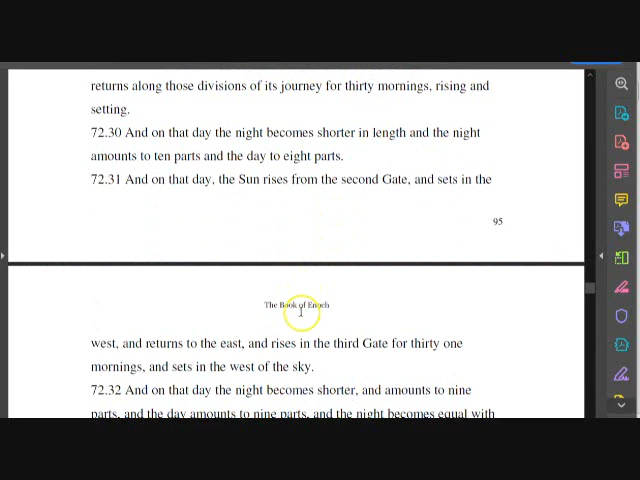 returns along those divisions of its journey for thirty mornings, rising and
setting.
72.30 And on that day the night becomes shorter in length and the night
amounts to ten parts and the day to eight parts.
72.31 And on that day, the Sun rises from the second Gate, and sets in the
95
The Book of Enoch
west, and returns to the east, and rises in the third Gate for thirty one
mornings, and sets in the west of the sky.
72.32 And on that day the night becomes shorter, and amounts to nine
parts, and the day amounts to nine parts, and the night becomes equal with